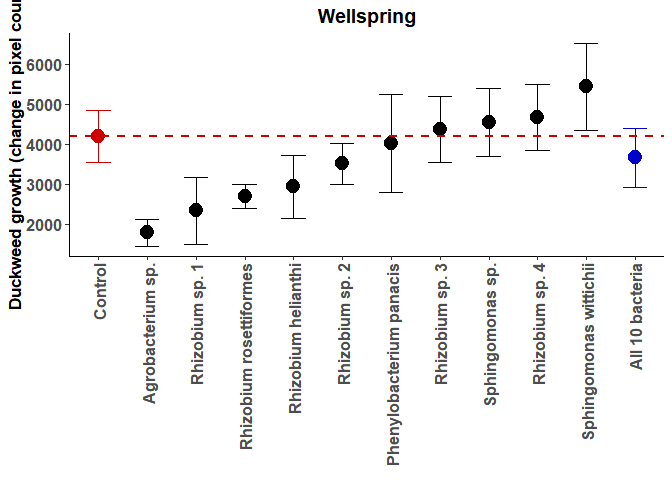 Wellspring
Duckweed growth (change in pixel coun
6000
5000
4000
3000
2000
Control
Agrobacterium sp.
Rhizobium sp. 1
Rhizobium rosettiformes
Rhizobium helianthi
Rhizobium sp. 2
Phenylobacterium panacis
Rhizobium sp. 3
Sphingomonas sp.
Rhizobium sp. 4
Sphingomonas wittichii
All 10 bacteria